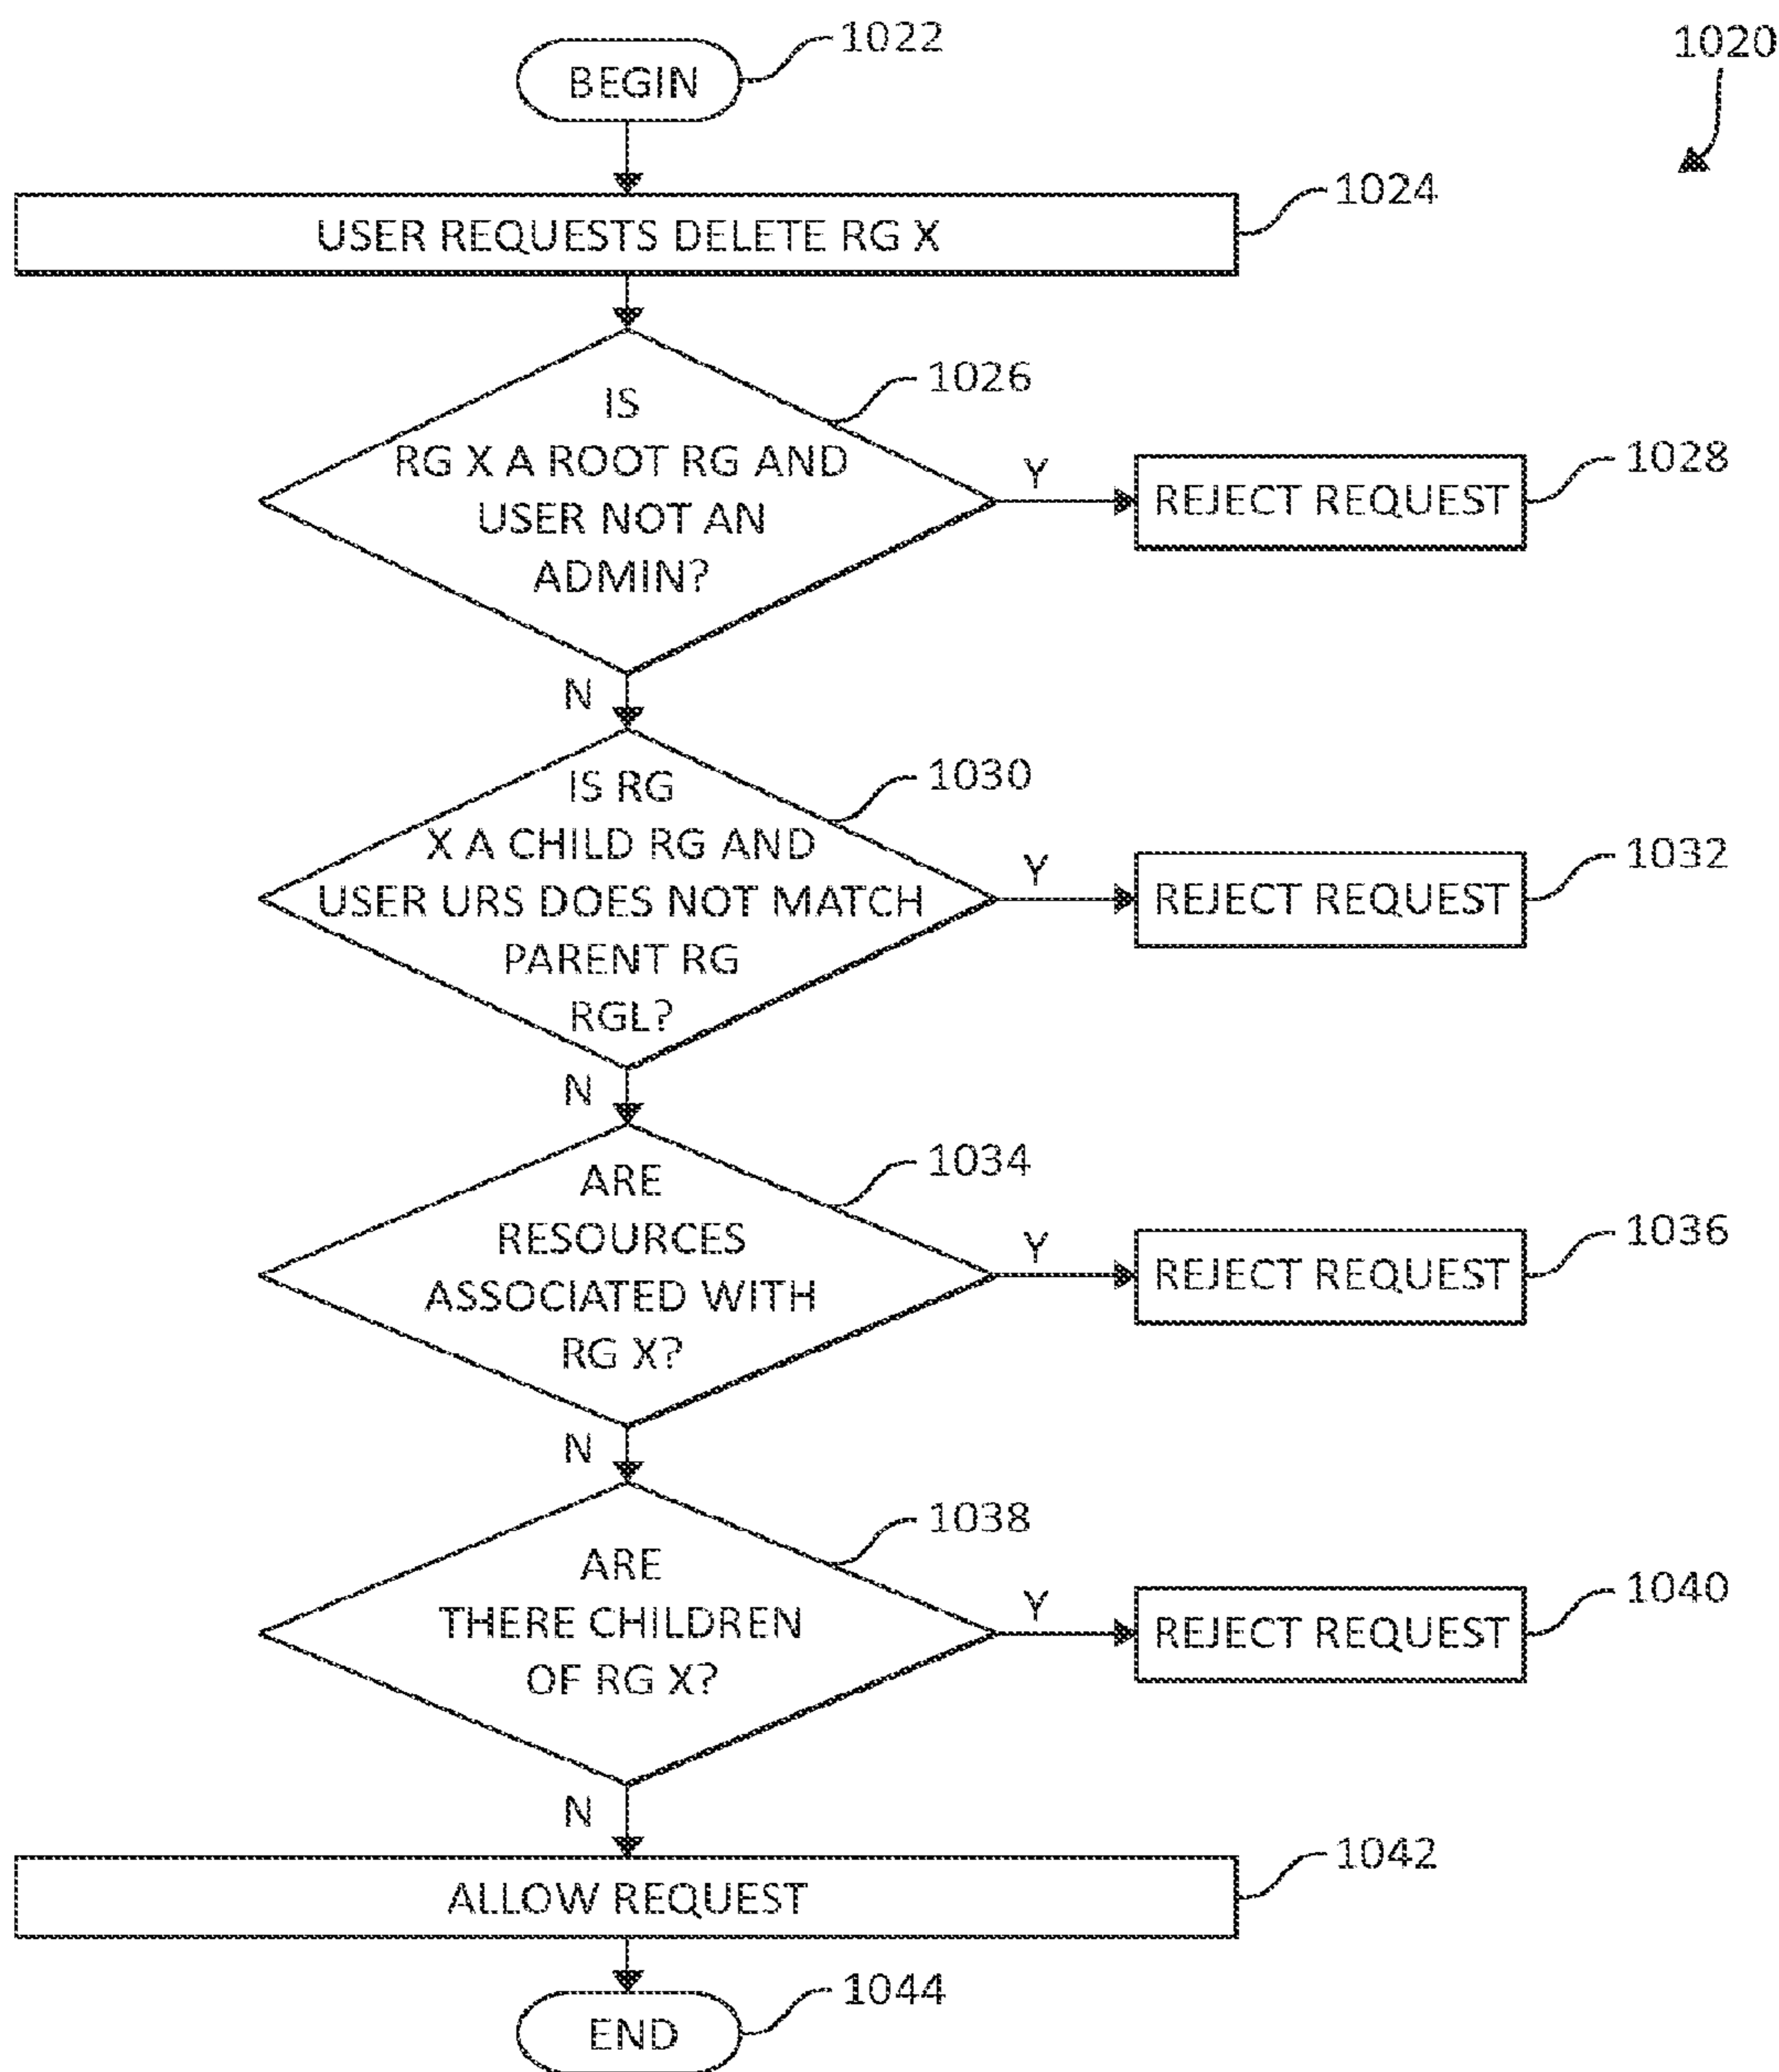 1022
1020
BEGIN
1024
USER REQUESTS DELETE RG X
1026
IS
RG X A ROOT RG AND
USER NOT AN
ADMIN?
Y
1028
REJECT REQUEST
N
1030
IS RG
X A CHILD RG AND
USER URS DOES NOT MATCH
PARENT RG
RGL?
Y
1032
REJECT REQUEST
N
1034
ARE
RESOURCES
ASSOCIATED WITH
RG X?
Y
1036
REJECT REQUEST
N
1038
ARE
THERE CHILDREN
OF RG X?
Y
1040
REJECT REQUEST
N
1042
ALLOW REQUEST
1044
END